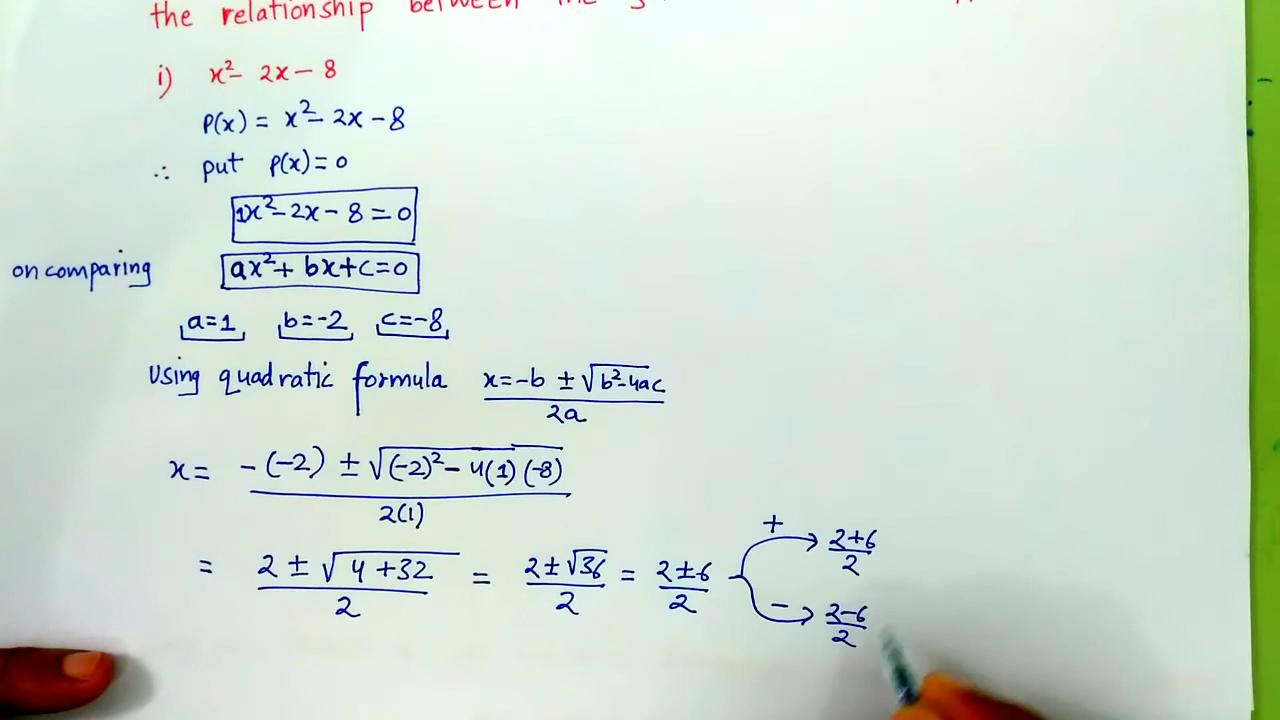 the relationship between the
i) x² - 2x - 8
P(x) = x² - 2x - 8
∴ put P(x) = 0
1x² - 2x - 8 = 0
on comparing ax² + bx + c = 0
a=1 b=-2 c=-8
Using quadratic formula x = -b ± √b²-4ac / 2a
x = -(-2) ± √(-2)² - 4(1)(-8) / 2(1)
= 2 ± √4+32 / 2 = 2 ± √36 / 2 = 2±6 / 2 + → 2+6 / 2
- → 2-6 / 2